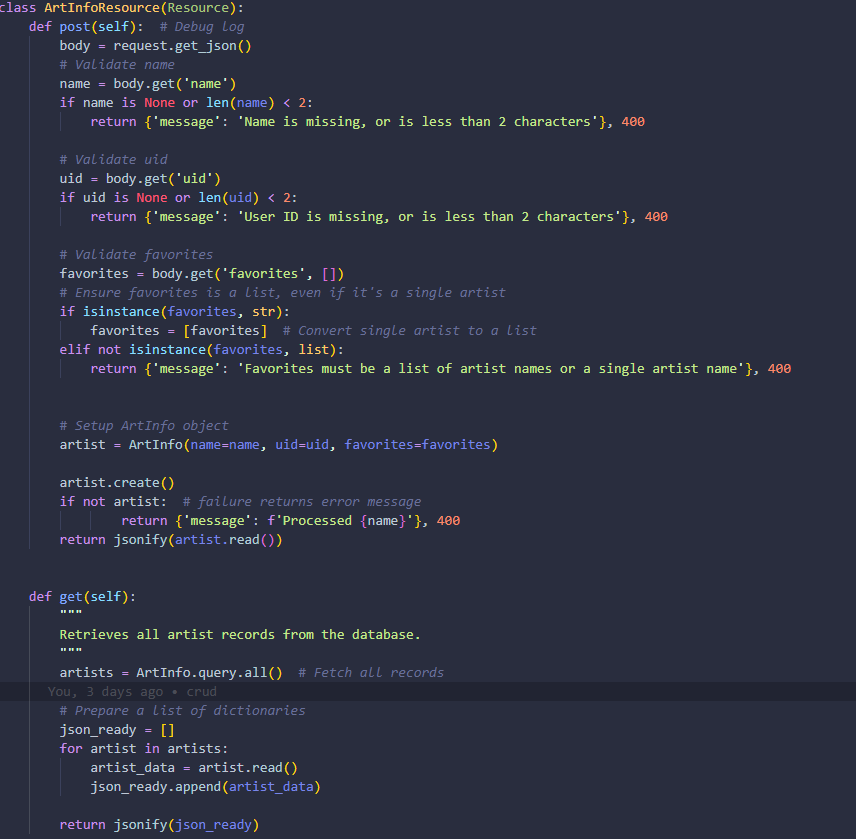 class ArtInfoResource(Resource):
    def post(self):  # Debug log
        body = request.get_json()
        # Validate name
        name = body.get('name')
        if name is None or len(name) < 2:
            return {'message': 'Name is missing, or is less than 2 characters'}, 400

        # Validate uid
        uid = body.get('uid')
        if uid is None or len(uid) < 2:
            return {'message': 'User ID is missing, or is less than 2 characters'}, 400

        # Validate favorites
        favorites = body.get('favorites', [])
        # Ensure favorites is a list, even if it's a single artist
        if isinstance(favorites, str):
            favorites = [favorites]  # Convert single artist to a list
        elif not isinstance(favorites, list):
            return {'message': 'Favorites must be a list of artist names or a single artist name'}, 400


        # Setup ArtInfo object
        artist = ArtInfo(name=name, uid=uid, favorites=favorites)

        artist.create()
        if not artist:  # failure returns error message
                return {'message': f'Processed {name}'}, 400
        return jsonify(artist.read())


    def get(self):
        """
        Retrieves all artist records from the database.
        """
        artists = ArtInfo.query.all()  # Fetch all records
You, 3 days ago • crud
        # Prepare a list of dictionaries
        json_ready = []
        for artist in artists:
            artist_data = artist.read()
            json_ready.append(artist_data)

        return jsonify(json_ready)